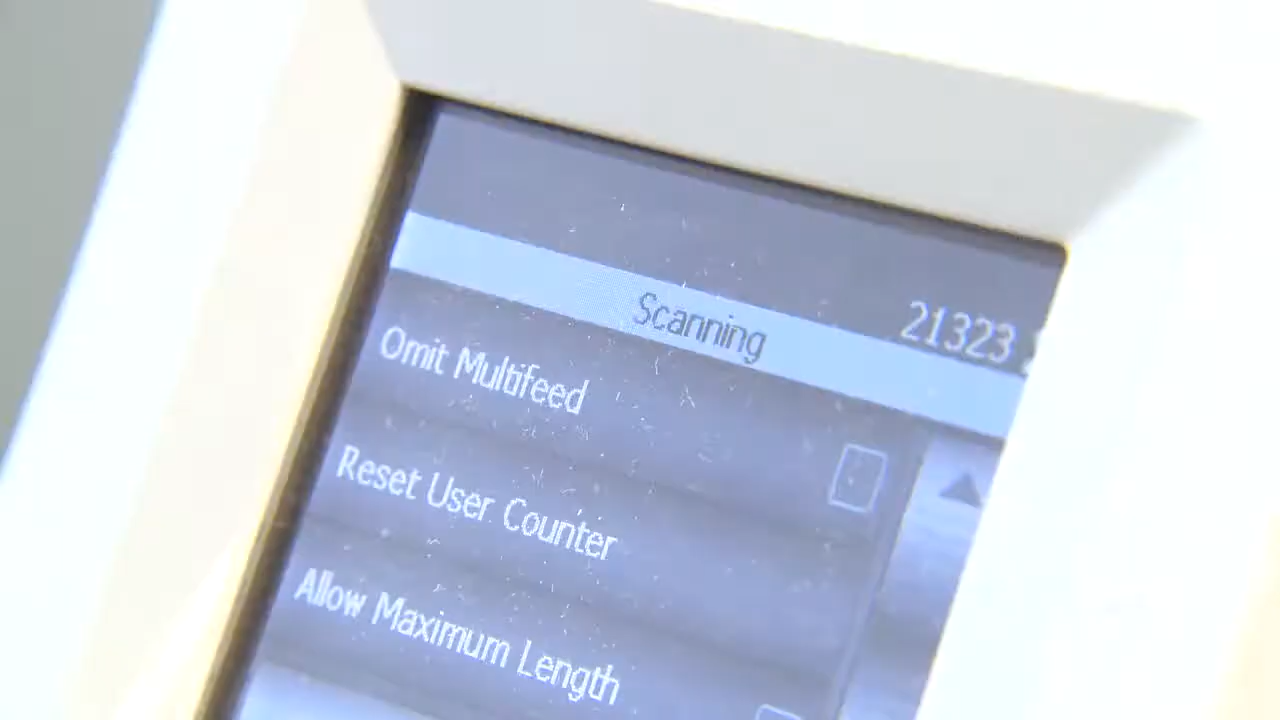 21323
Scanning
Omit Multifeed
Reset User Counter
Allow Maximum Length